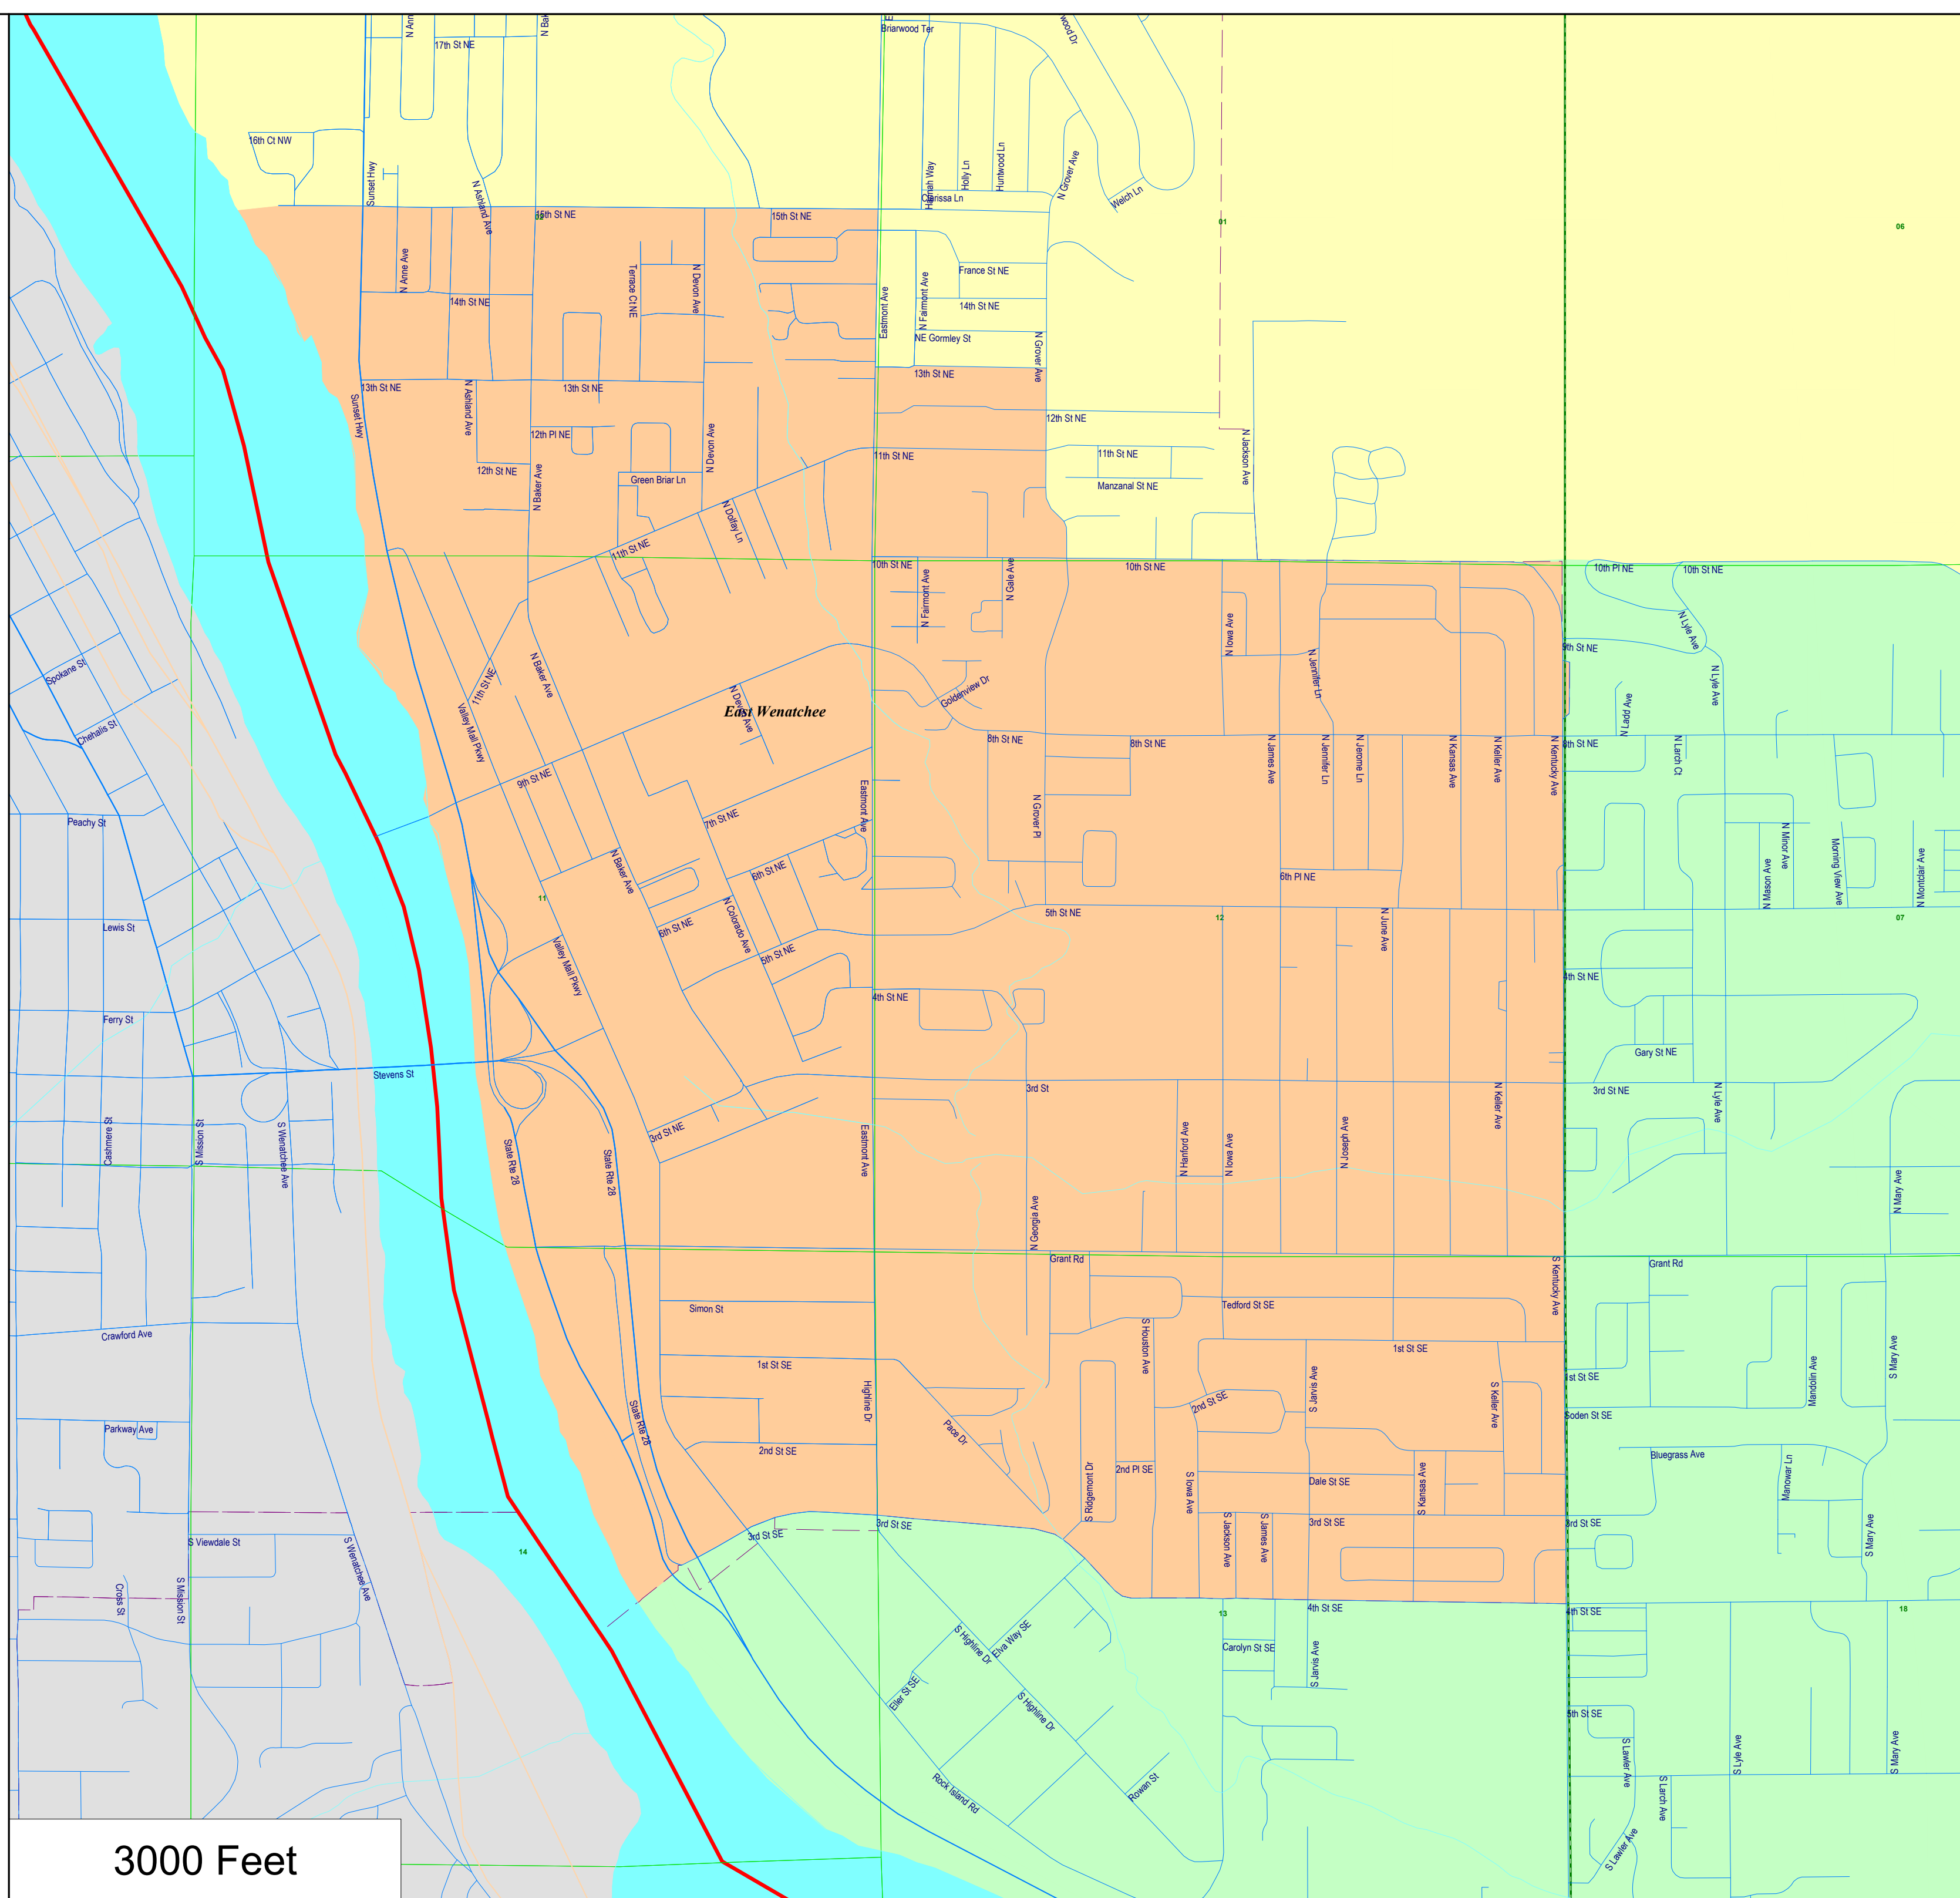 N Ann
17th St NE
N Bak
E
Briarwood Ter
wood Dr
16th Ct NW
Sunset Hwy
N Ashland Ave
Hannah Way
Holly Ln
Huntwood Ln
N Grover Ave
Clarissa Ln
Welch Ln
02
15th St NE
15th St NE
01
06
N Anne Ave
14th St NE
Terrace Ct NE
N Devon Ave
Eastmont Ave
N Fairmont Ave
France St NE
14th St NE
NE Gormley St
N Grover Ave
13th St NE
13th St NE
13th St NE
Sunset Hwy
N Ashland Ave
12th Pl NE
12th St NE
N Baker Ave
Green Briar Ln
N Devon Ave
N Dolfay Ln
11th St NE
11th St NE
12th St NE
11th St NE
Manzanal St NE
N Jackson Ave
10th St NE
N Fairmont Ave
N Gale Ave
10th St NE
10th Pl NE
10th St NE
N Iowa Ave
N Jennifer Ln
N Lyle Ave
9th St NE
N Lyle Ave
Spokane St
Chehalis St
11th St NE
N Baker Ave
Valley Mall Pkwy
N Devon Ave
East Wenatchee
Goldenview Dr
N Ladd Ave
8th St NE
8th St NE
N James Ave
N Jennifer Ln
N Jerome Ln
N Kansas Ave
N Keller Ave
N Kentucky Ave
8th St NE
N Larch Ct
9th St NE
Eastmont Ave
7th St NE
N Grover Pl
Peachy St
N Baker Ave
6th St NE
6th Pl NE
N Mason Ave
N Minor Ave
Morning View Ave
N Montclair Ave
11
Lewis St
6th St NE
N Colorado Ave
5th St NE
5th St NE
12
N June Ave
07
Valley Mall Pkwy
4th St NE
4th St NE
Ferry St
Gary St NE
Stevens St
3rd St
3rd St NE
Cashmere St
S Mission St
S Wenatchee Ave
State Rte 28
State Rte 28
3rd St NE
Eastmont Ave
N Hanford Ave
N Iowa Ave
N Joseph Ave
N Keller Ave
N Lyle Ave
N Mary Ave
N Georgia Ave
Grant Rd
S Kentucky Ave
Grant Rd
Simon St
Tedford St SE
Crawford Ave
1st St SE
S Houston Ave
1st St SE
1st St SE
Mandolin Ave
S Mary Ave
Highline Dr
S Jarvis Ave
S Keller Ave
2nd St SE
Soden St SE
Parkway Ave
State Rte 28
Pace Dr
2nd St SE
S Ridgemont Dr
2nd Pl SE
S Iowa Ave
Dale St SE
S Kansas Ave
Bluegrass Ave
Manowar Ln
3rd St SE
3rd St SE
S Jackson Ave
S James Ave
3rd St SE
3rd St SE
S Mary Ave
S Viewdale St
14
S Wenatchee Ave
Cross St
S Mission St
13
4th St SE
4th St SE
18
S Highline Dr
Elva Way SE
Carolyn St SE
S Jarvis Ave
Eller St SE
S Highline Dr
5th St SE
S Lawler Ave
S Lyle Ave
S Mary Ave
Rock Island Rd
Rowan St
S Larch Ave
S Lawler Ave
3000 Feet